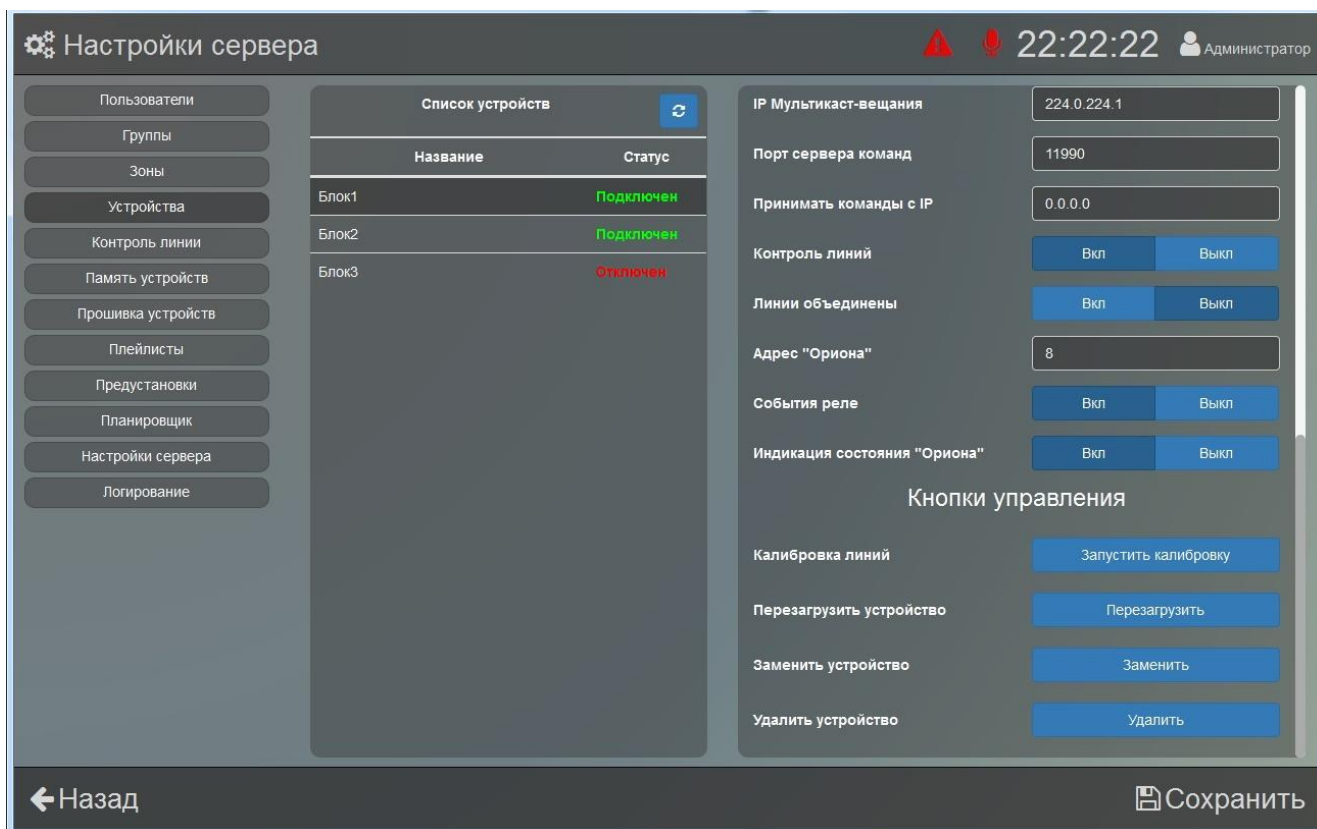 Настройки сервера
22:22:22
Администратор
Пользователи
Группы
Зоны
Устройства
Контроль линии
Память устройств
Прошивка устройств
Плейлисты
Предустановки
Планировщик
Настройки сервера
Логирование
Список устройств
Название Статус
Блок1 Подключен
Блок2 Подключен
Блок3 Отключен
IP Мультикаст-вещания 224.0.224.1
Порт сервера команд 11990
Принимать команды с IP 0.0.0.0
Контроль линий Вкл Выкл
Линии объединены Вкл Выкл
Адрес "Ориона" 8
События реле Вкл Выкл
Индикация состояния "Ориона" Вкл Выкл
Кнопки управления
Калибровка линий Запустить калибровку
Перезагрузить устройство Перезагрузить
Заменить устройство Заменить
Удалить устройство Удалить
Назад
Сохранить